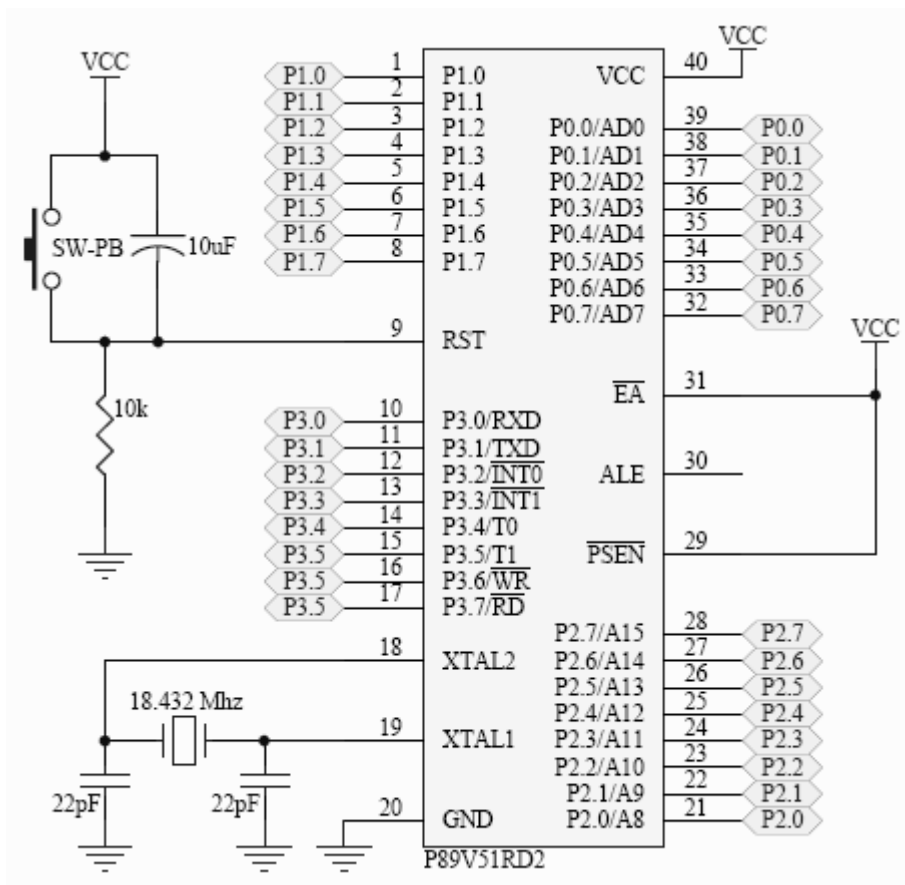 VCC
VCC
P1.0 1 P1.0 VCC 40
P1.1 2 P1.1
P1.2 3 P1.2 P0.0/AD0 39 P0.0
P1.3 4 P1.3 P0.1/AD1 38 P0.1
P1.4 5 P1.4 P0.2/AD2 37 P0.2
P1.5 6 P1.5 P0.3/AD3 36 P0.3
P1.6 7 P1.6 P0.4/AD4 35 P0.4
SW-PB 10uF P1.7 8 P1.7 P0.5/AD5 34 P0.5
P0.6/AD6 33 P0.6
P0.7/AD7 32 P0.7
9 RST
VCC
EA 31
10k
P3.0 10 P3.0/RXD
P3.1 11 P3.1/TXD
P3.2 12 P3.2/INT0 ALE 30
P3.3 13 P3.3/INT1
P3.4 14 P3.4/T0
P3.5 15 P3.5/T1 PSEN 29
P3.5 16 P3.6/WR
P3.5 17 P3.7/RD
P2.7/A15 28 P2.7
18 XTAL2 P2.6/A14 27 P2.6
P2.5/A13 26 P2.5
18.432 Mhz P2.4/A12 25 P2.4
19 XTAL1 P2.3/A11 24 P2.3
P2.2/A10 23 P2.2
22pF 22pF P2.1/A9 22 P2.1
20 GND P2.0/A8 21 P2.0
P89V51RD2